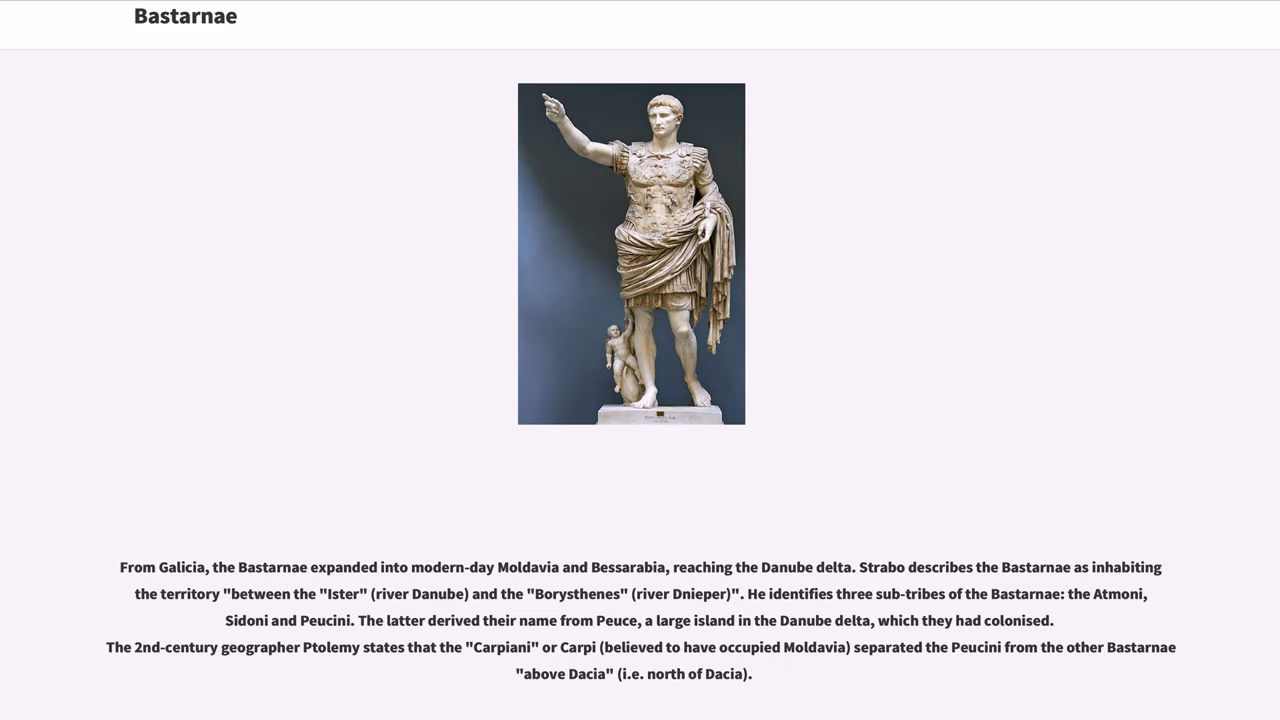 Bastarnae
From Galicia, the Bastarnae expanded into modern-day Moldavia and Bessarabia, reaching the Danube delta. Strabo describes the Bastarnae as inhabiting
the territory "between the "Ister" (river Danube) and the "Borysthenes" (river Dnieper)". He identifies three sub-tribes of the Bastarnae: the Atmoni,
Sidoni and Peucini. The latter derived their name from Peuce, a large island in the Danube delta, which they had colonised.
The 2nd-century geographer Ptolemy states that the "Carpiani" or Carpi (believed to have occupied Moldavia) separated the Peucini from the other Bastarnae
"above Dacia" (i.e. north of Dacia).